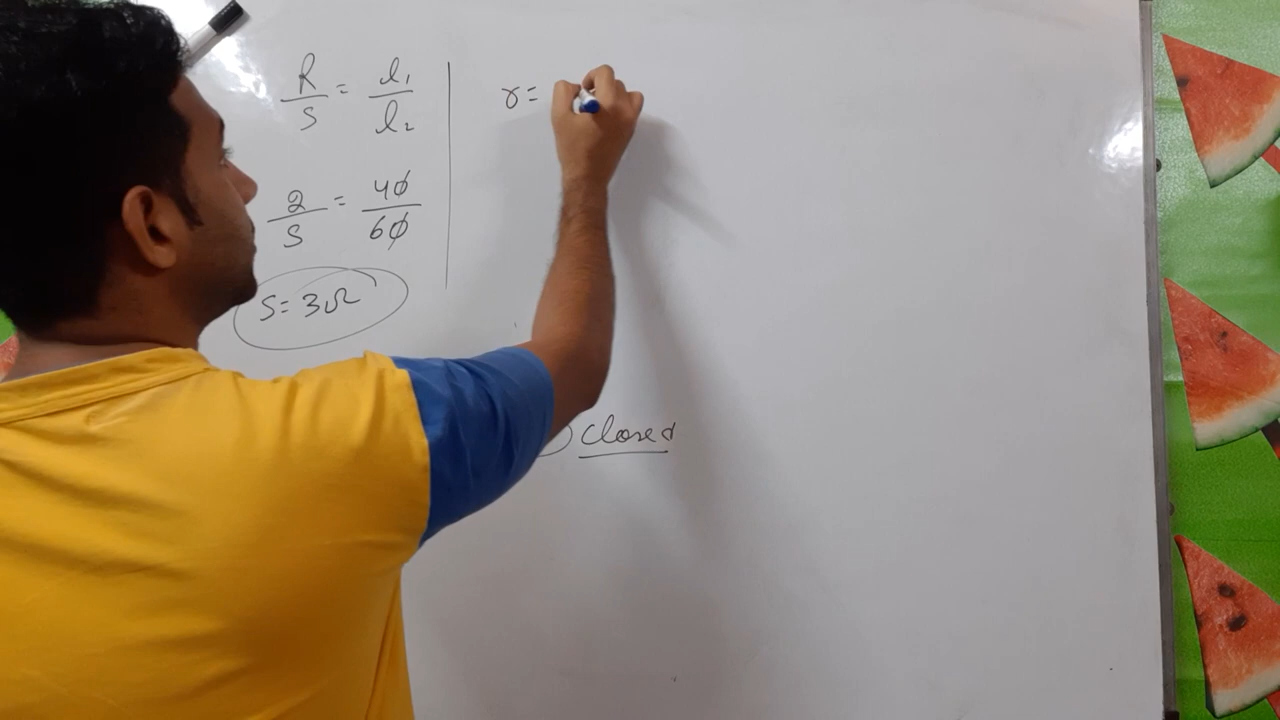 R/S = l₁/l₂
2/S = 40/60
S = 3Ω
r =
closed